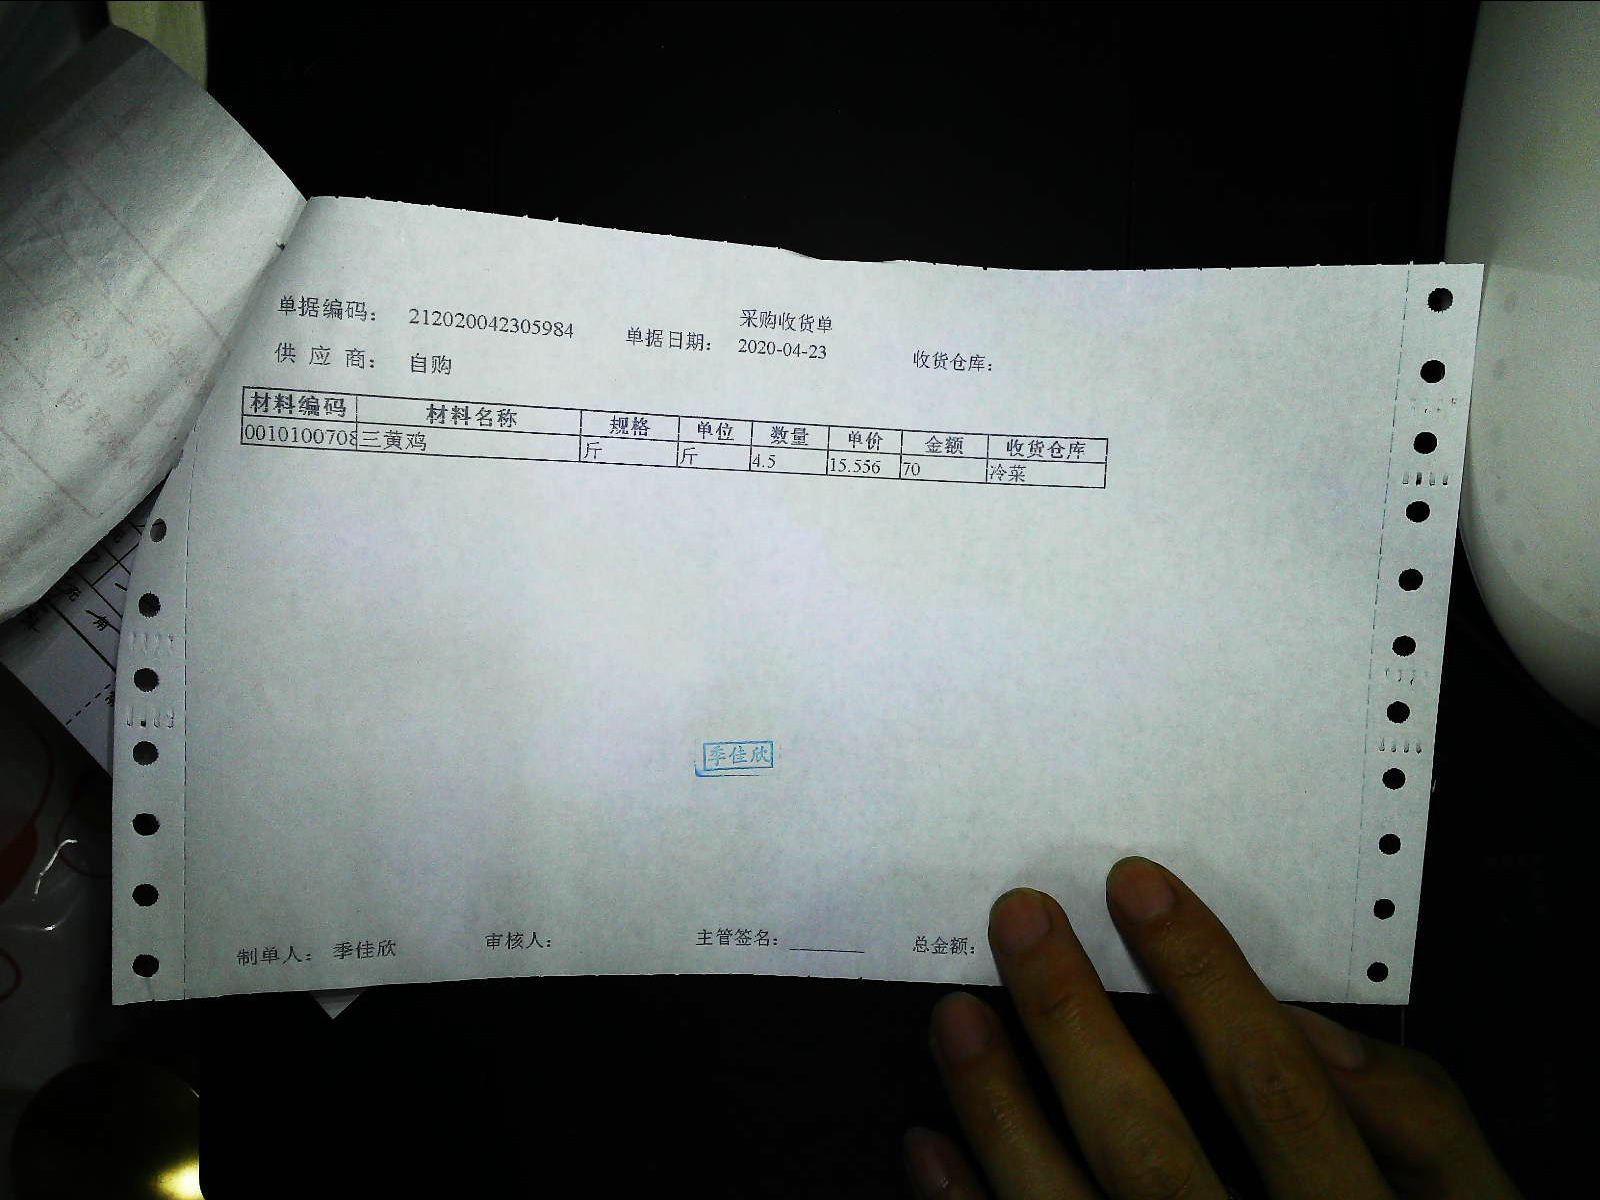 采购收货单
单据编码： 212020042305984 单据日期： 2020-04-23 收货仓库：
供应商： 自购
材料编码 材料名称 规格 单位 数量 单价 金额 收货仓库
0010100708 三黄鸡 斤 斤 4.5 15.556 70 冷菜
季佳欣
制单人： 季佳欣 审核人： 主管签名：________ 总金额：
元
角